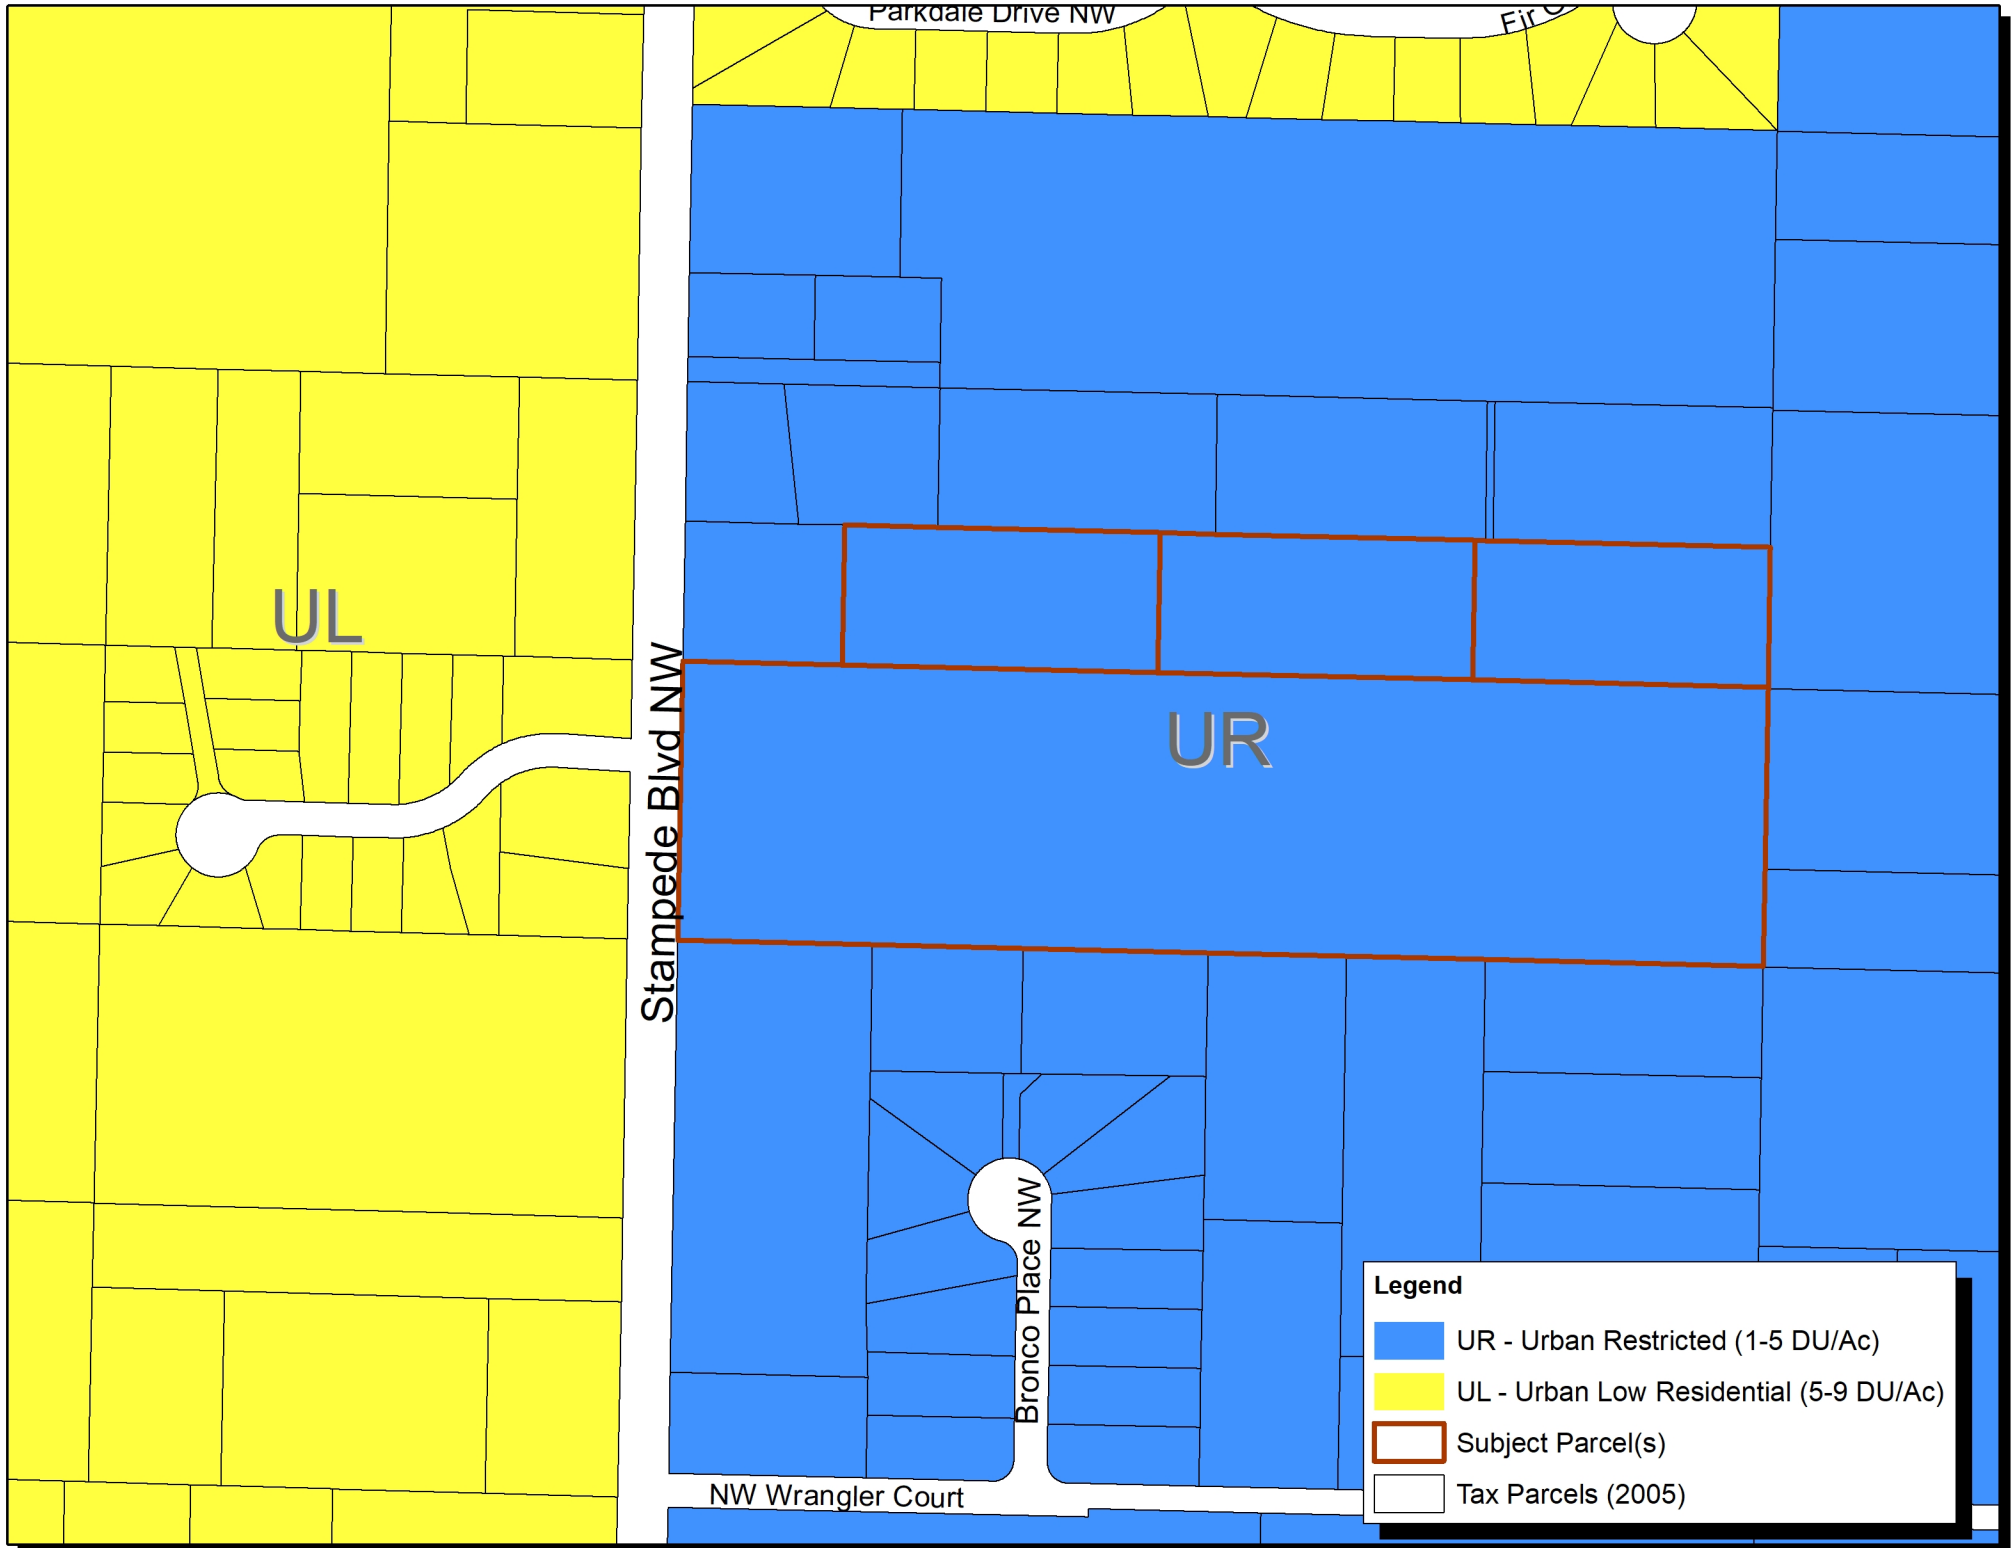 Parkdale Drive NW
Fir
UL
UR
Stampede Blvd NW
Bronco Place NW
NW Wrangler Court
Legend
UR - Urban Restricted (1-5 DU/Ac)
UL - Urban Low Residential (5-9 DU/Ac)
Subject Parcel(s)
Tax Parcels (2005)